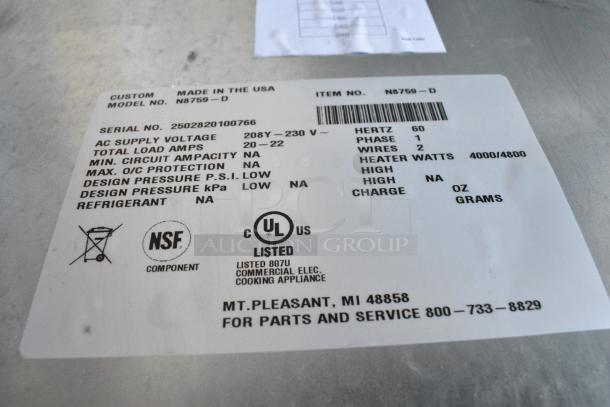 CUSTOM MADE IN THE USA
MODEL NO. N8759-D
ITEM NO. N8759-D
SERIAL NO. 2502820100766
AC SUPPLY VOLTAGE 208Y-230 V~ HERTZ 60
TOTAL LOAD AMPS 20-22 PHASE 1
MIN. CIRCUIT AMPACITY NA WIRES 2
MAX. O/C PROTECTION NA HEATER WATTS 4000/4800
DESIGN PRESSURE P.S.I. LOW HIGH
DESIGN PRESSURE kPa LOW NA HIGH NA
REFRIGERANT NA CHARGE OZ
GRAMS
PCI
AUCTION GROUP
NSF
COMPONENT
C UL US
LISTED
LISTED 807U
COMMERCIAL ELEC.
COOKING APPLIANCE
MT.PLEASANT, MI 48858
FOR PARTS AND SERVICE 800-733-8829